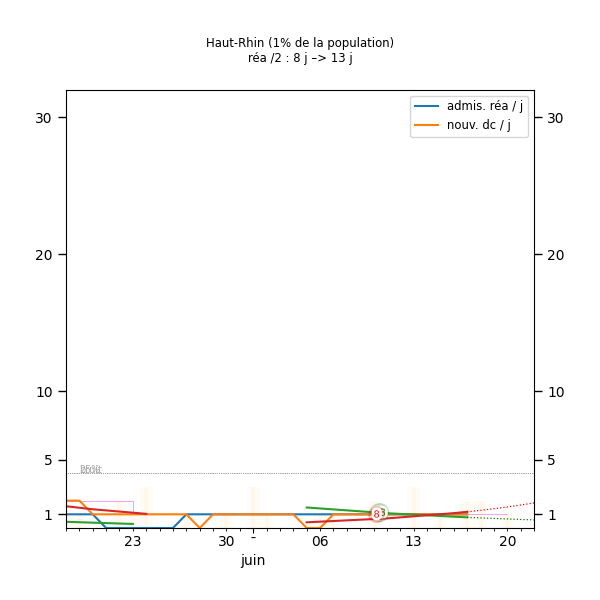 Haut-Rhin (1% de la population)
réa /2 : 8 j –> 13 j
admis. réa / j
nouv. dc / j
30 30
20 20
10 10
5 5
1 1
8
23 30 06 13 20
juin